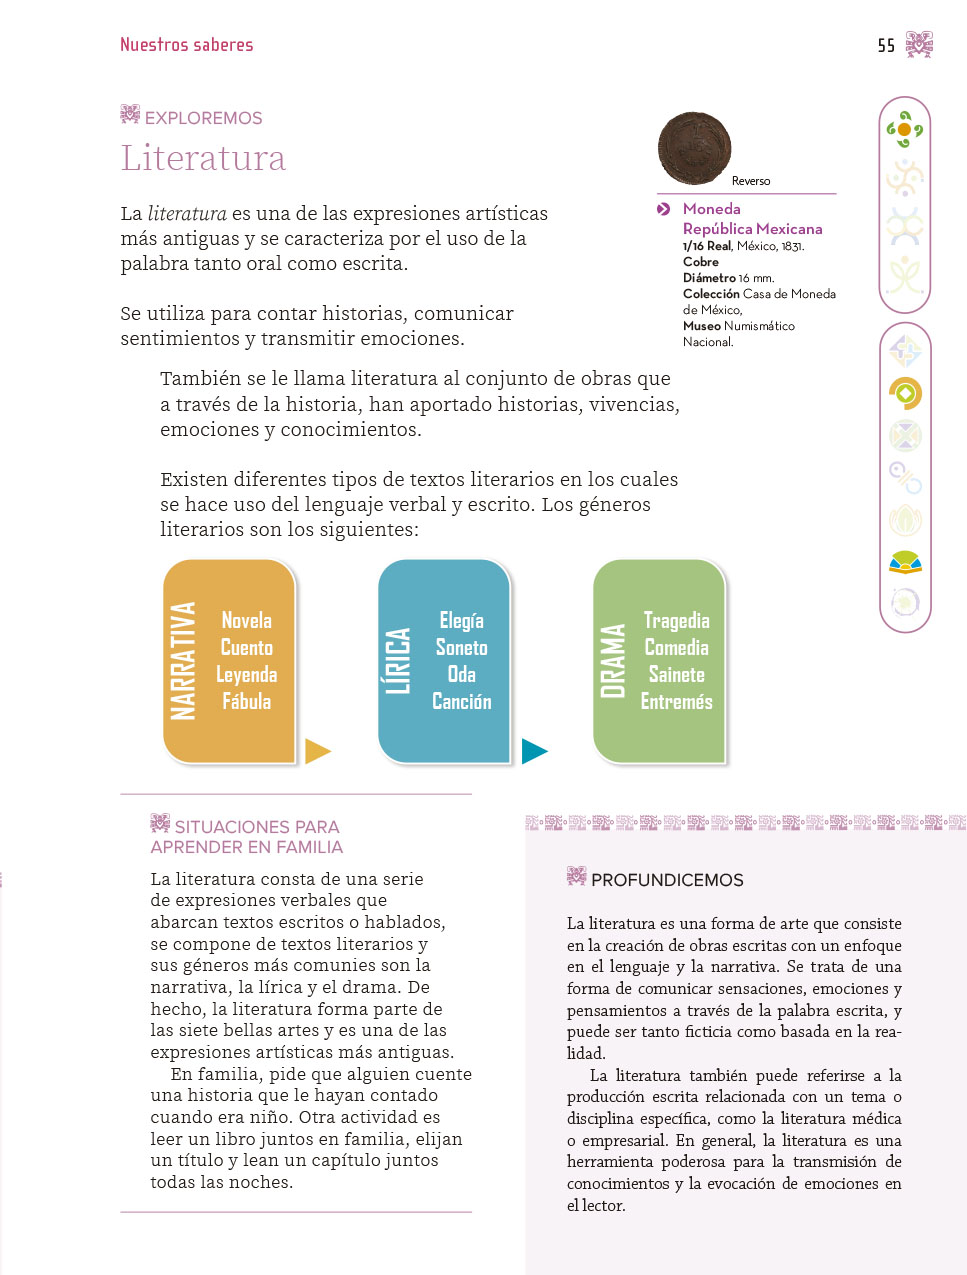 Nuestros saberes
55
EXPLOREMOS
Literatura
La literatura es una de las expresiones artísticas
más antiguas y se caracteriza por el uso de la
palabra tanto oral como escrita.
Se utiliza para contar historias, comunicar
sentimientos y transmitir emociones.
También se le llama literatura al conjunto de obras que
a través de la historia, han aportado historias, vivencias,
emociones y conocimientos.
Existen diferentes tipos de textos literarios en los cuales
se hace uso del lenguaje verbal y escrito. Los géneros
literarios son los siguientes:
Reverso
Moneda
República Mexicana
1/16 Real, México, 1831.
Cobre
Diámetro 16 mm.
Colección Casa de Moneda
de México,
Museo Numismático
Nacional.
NARRATIVA
Novela
Cuento
Leyenda
Fábula
LÍRICA
Elegía
Soneto
Oda
Canción
DRAMA
Tragedia
Comedia
Sainete
Entremés
SITUACIONES PARA
APRENDER EN FAMILIA
La literatura consta de una serie
de expresiones verbales que
abarcan textos escritos o hablados,
se compone de textos literarios y
sus géneros más comunies son la
narrativa, la lírica y el drama. De
hecho, la literatura forma parte de
las siete bellas artes y es una de las
expresiones artísticas más antiguas.
En familia, pide que alguien cuente
una historia que le hayan contado
cuando era niño. Otra actividad es
leer un libro juntos en familia, elijan
un título y lean un capítulo juntos
todas las noches.
PROFUNDICEMOS
La literatura es una forma de arte que consiste
en la creación de obras escritas con un enfoque
en el lenguaje y la narrativa. Se trata de una
forma de comunicar sensaciones, emociones y
pensamientos a través de la palabra escrita, y
puede ser tanto ficticia como basada en la rea-
lidad.
La literatura también puede referirse a la
producción escrita relacionada con un tema o
disciplina específica, como la literatura médica
o empresarial. En general, la literatura es una
herramienta poderosa para la transmisión de
conocimientos y la evocación de emociones en
el lector.